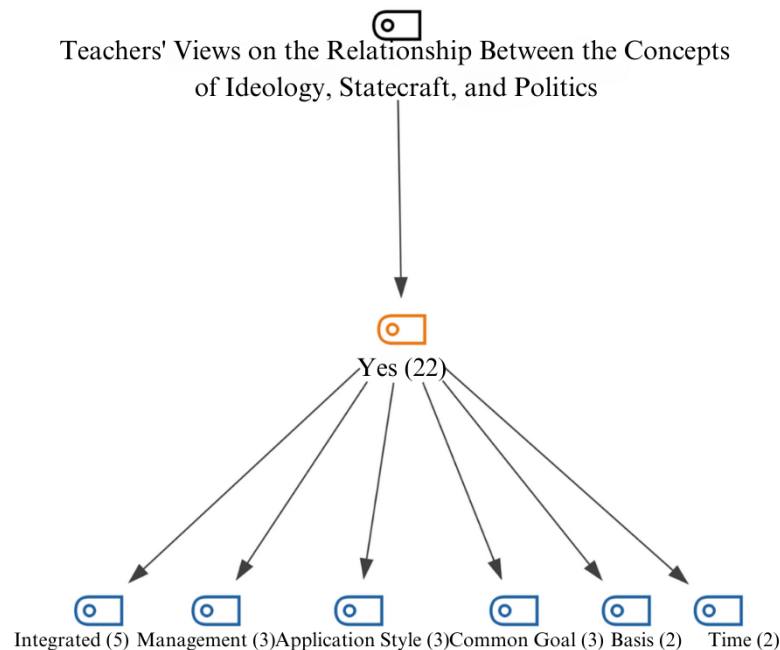 Teachers' Views on the Relationship Between the Concepts
of Ideology, Statecraft, and Politics
Yes (22)
Integrated (5) Management (3) Application Style (3) Common Goal (3) Basis (2) Time (2)